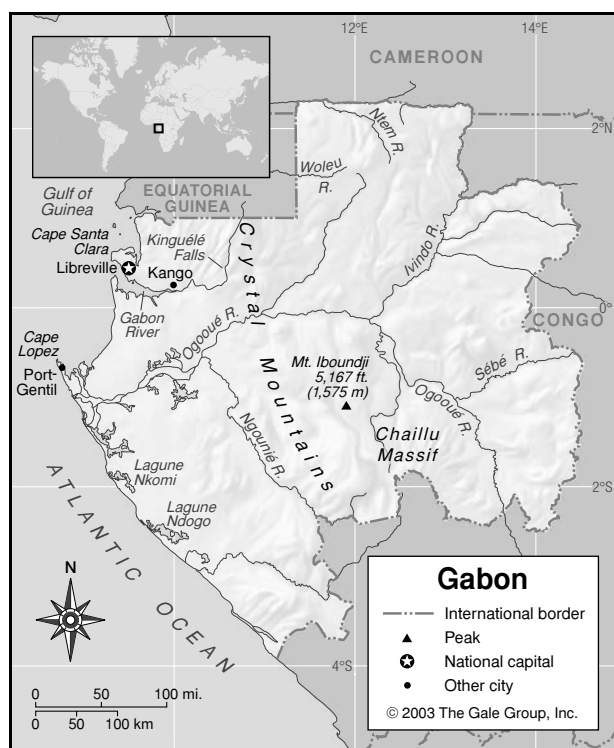 12°E
14°E
CAMEROON
2°N
Ntem R.
Woleu
R.
Gulf of
Guinea
EQUATORIAL
GUINEA
Cape Santa
Clara
Kinguélé
Falls
Libreville
Kango
Crystal Mountains
Ivindo R.
Gabon
River
0°
CONGO
Ogooué R.
Cape
Lopez
Port-
Gentil
Mt. Iboundji
5,167 ft.
(1,575 m)
Sébé R.
Ogooué R.
Ngounié R.
Chaillu
Massif
Lagune
Nkomi
2°S
Lagune
Ndogo
ATLANTIC OCEAN
N
4°S
0 50 100 mi.
0 50 100 km
Gabon
International border
Peak
National capital
Other city
© 2003 The Gale Group, Inc.